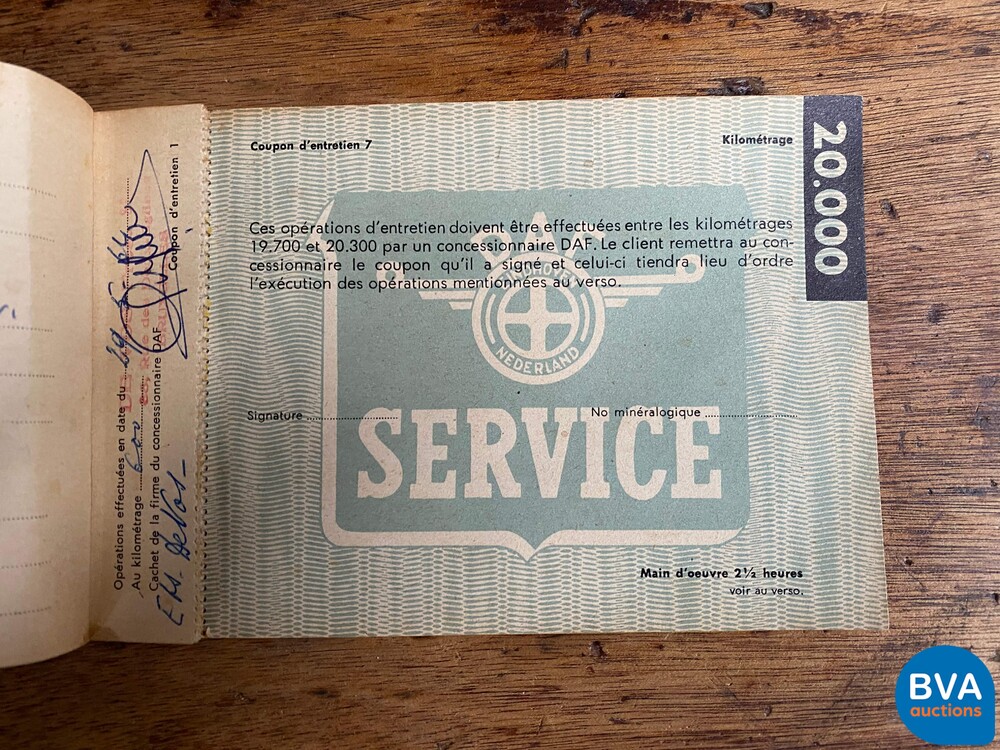 Coupon d'entretien 7
Kilométrage
20.000
Ces opérations d'entretien doivent être effectuées entre les kilométrages
19.700 et 20.300 par un concessionnaire DAF. Le client remettra au con-
cessionnaire le coupon qu'il a signé et celui-ci tiendra lieu d'ordre
l'exécution des opérations mentionnées au verso.
DAF
EINDHOVEN
NEDERLAND
Signature
No minéralogique
SERVICE
Main d'oeuvre 2½ heures
voir au verso.
Opérations effectuées en date du
Au kilométrage 600
Cachet de la firme du concessionnaire DAF
Coupon d'entretien 1
BVA
auctions